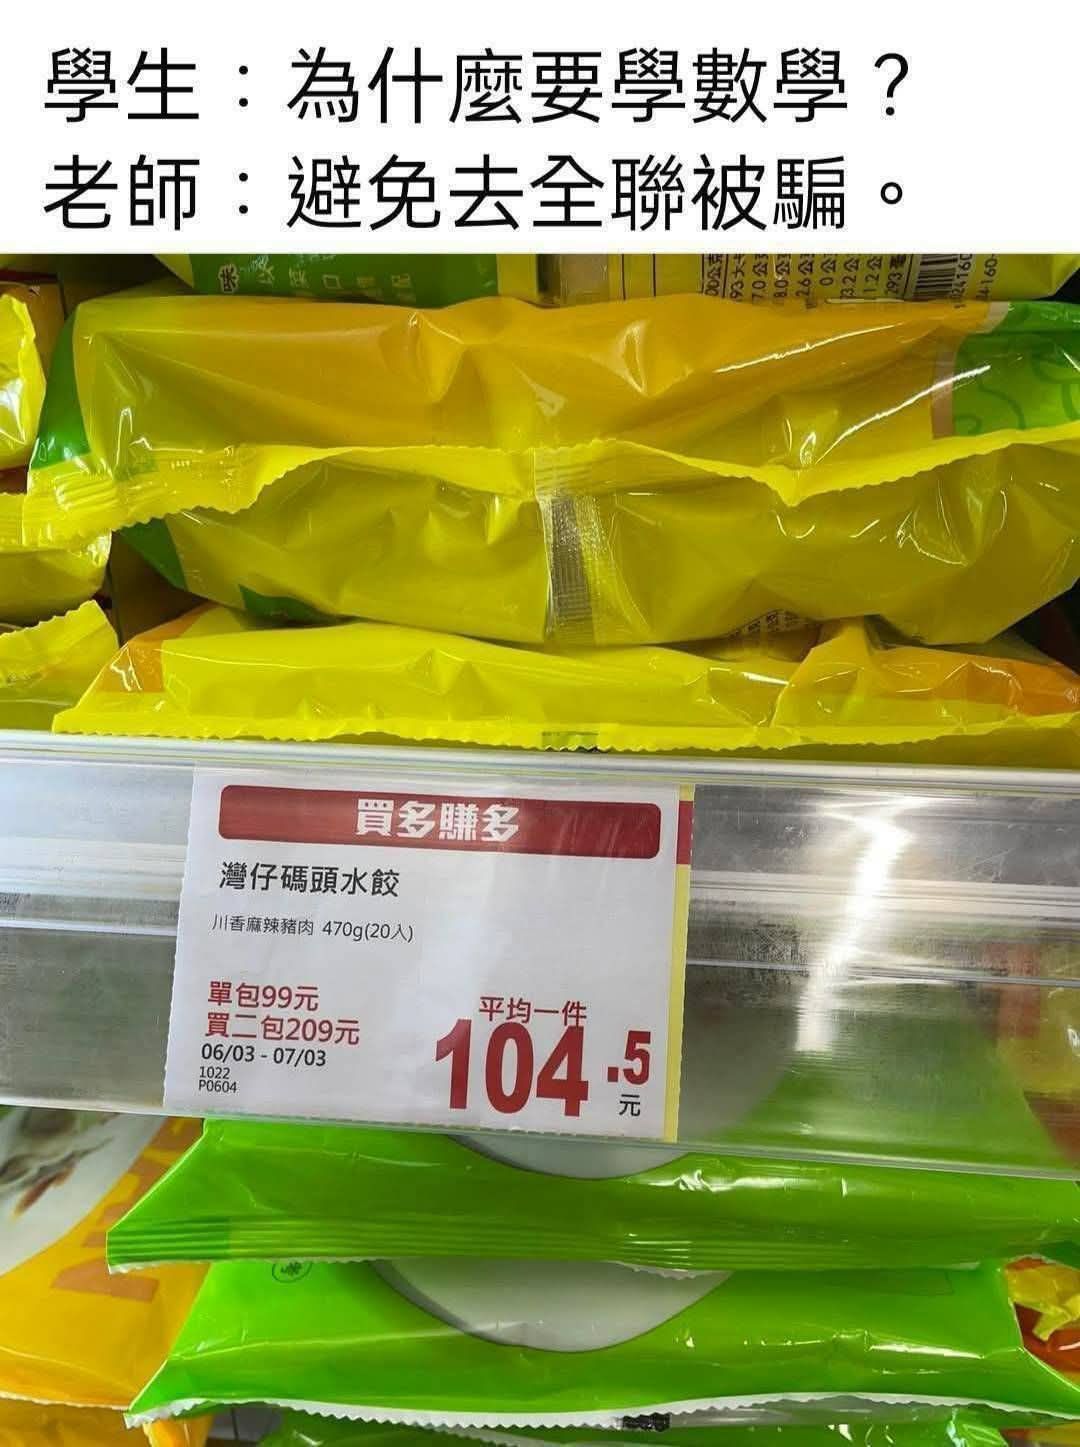 學生：為什麼要學數學？
老師：避免去全聯被騙。
買多賺多
灣仔碼頭水餃
川香麻辣豬肉 470g(20入)
單包99元
買二包209元
06/03 - 07/03
1022
P0604
平均一件
104.5
元